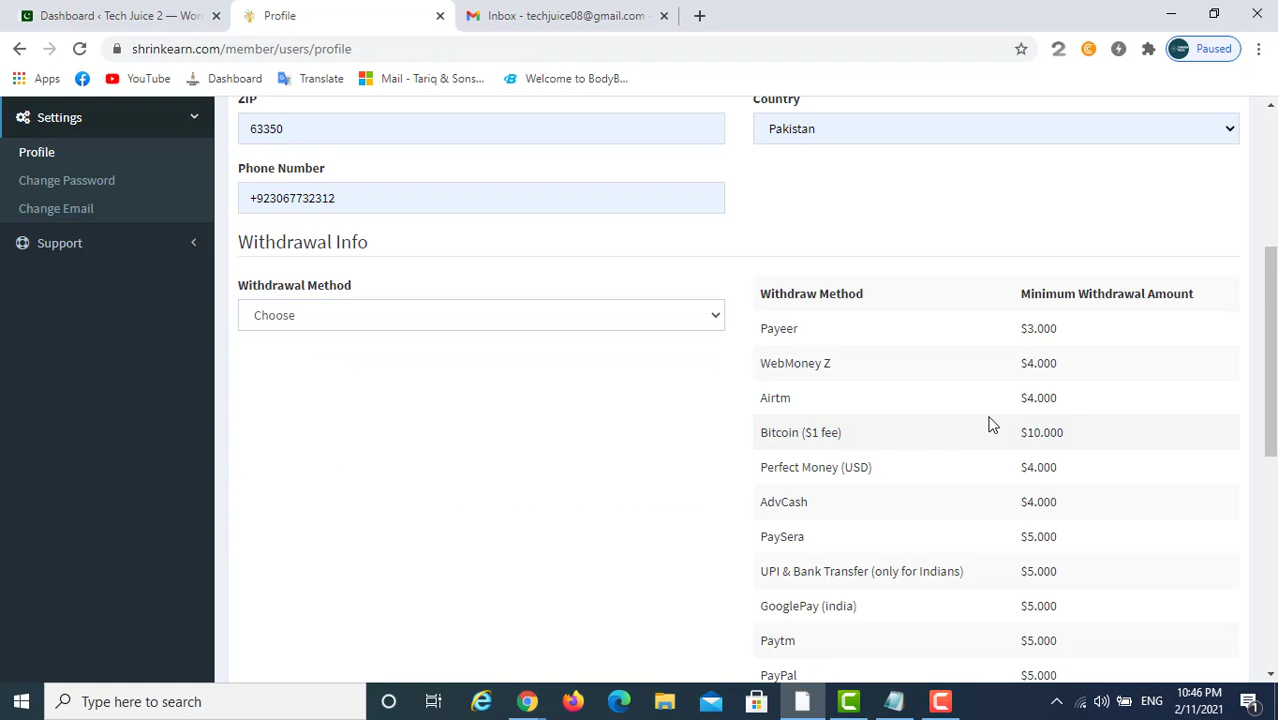 Dashboard ‹ Tech Juice 2 — Wor
Profile
Inbox - techjuice08@gmail.com -
shrinkearn.com/member/users/profile
Paused
Apps
YouTube
Dashboard
Translate
Mail - Tariq & Sons...
Welcome to BodyB...
Settings
Profile
Change Password
Change Email
Support
ZIP
Country
63350
Pakistan
Phone Number
+923067732312
Withdrawal Info
Withdrawal Method
Choose
Withdraw Method Minimum Withdrawal Amount
Payeer $3.000
WebMoney Z $4.000
Airtm $4.000
Bitcoin ($1 fee) $10.000
Perfect Money (USD) $4.000
AdvCash $4.000
PaySera $5.000
UPI & Bank Transfer (only for Indians) $5.000
GooglePay (india) $5.000
Paytm $5.000
PayPal $5.000
Type here to search
ENG
10:46 PM
2/11/2021